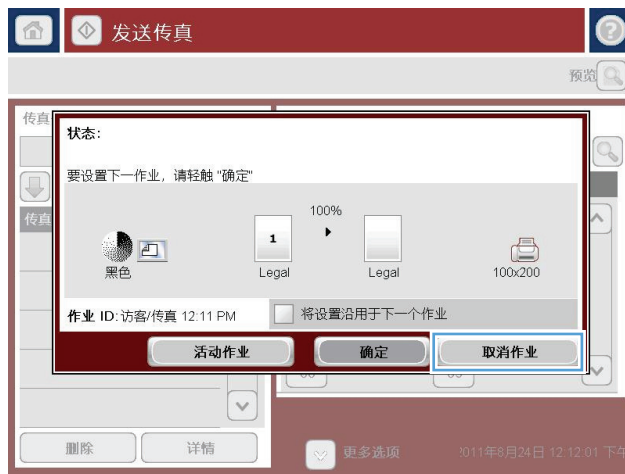 发送传真
预览
传真
状态:
要设置下一作业，请轻触 "确定"
传真
100%
1
黑色
Legal
Legal
100x200
作业 ID:访客/传真 12:11 PM
将设置沿用于下一个作业
活动作业
确定
取消作业
删除
详情
更多选项
2011年8月24日 12:12:01 下午